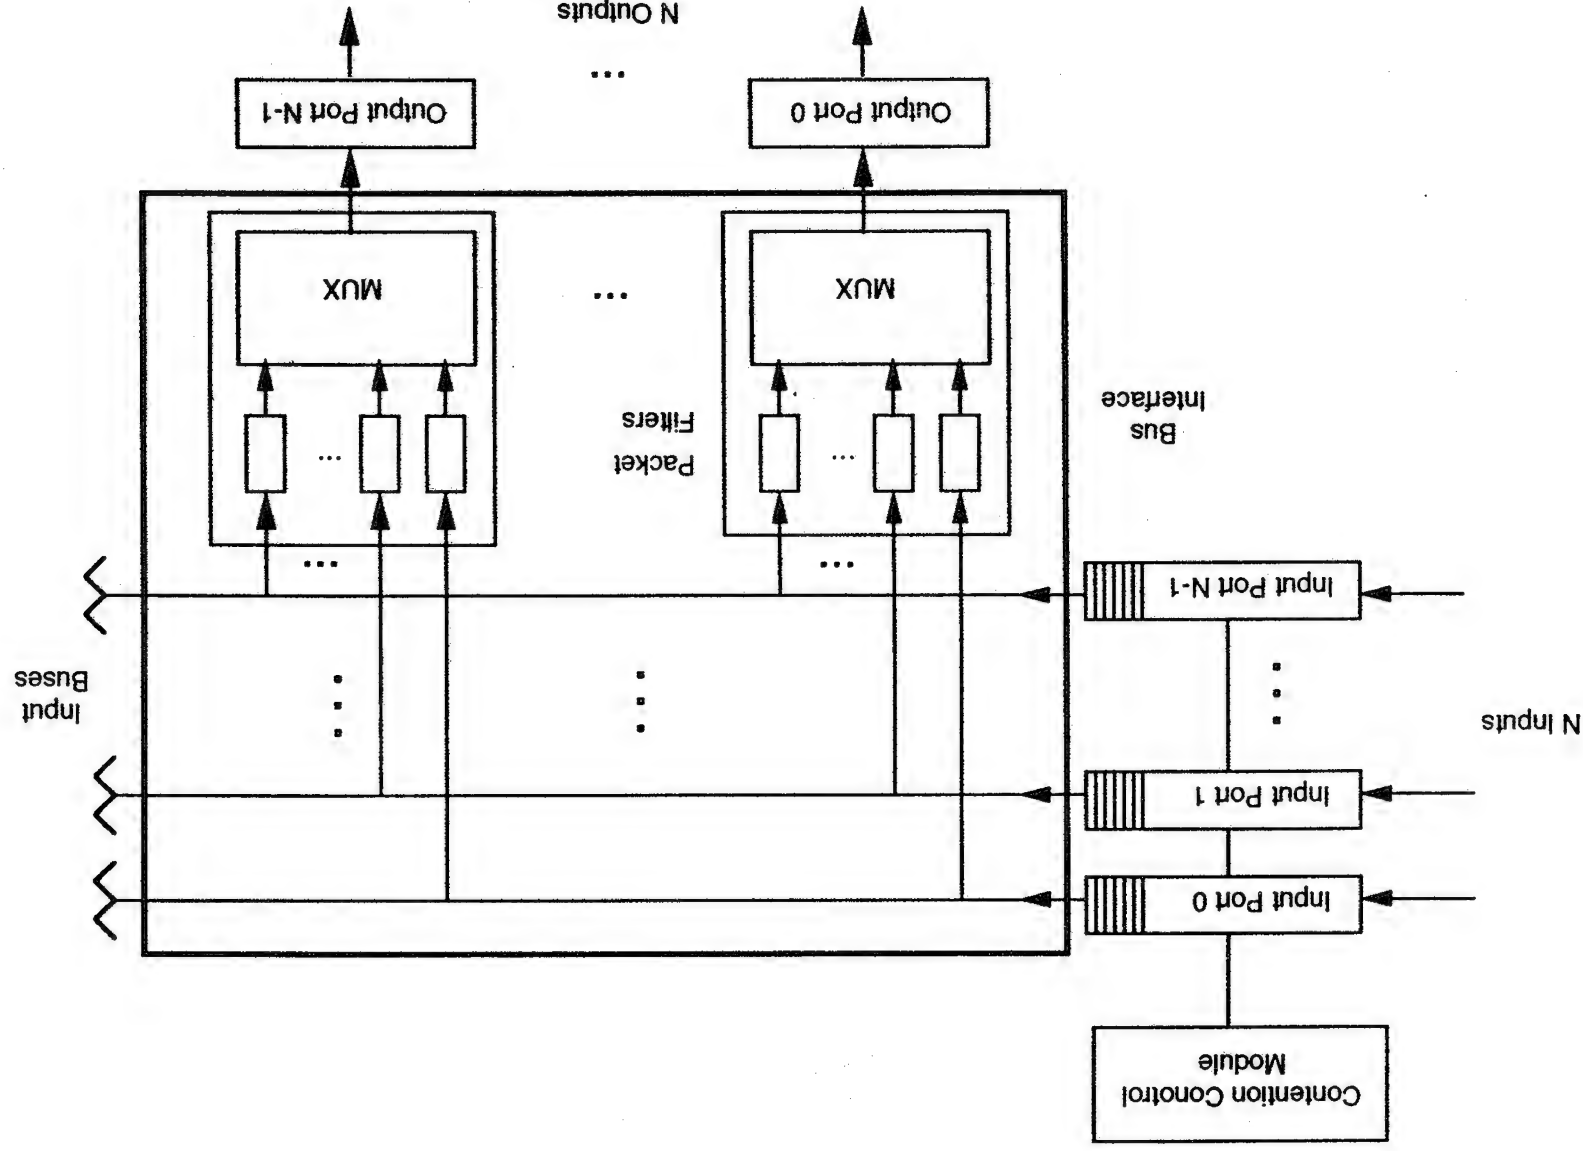 Contention Conotrol
Module
Input Port 0
Input Port 1
N Inputs
Input
Buses
Input Port N-1
Bus
Interface
Packet
Filters
MUX
...
MUX
Output Port 0
Output Port N-1
...
N Outputs